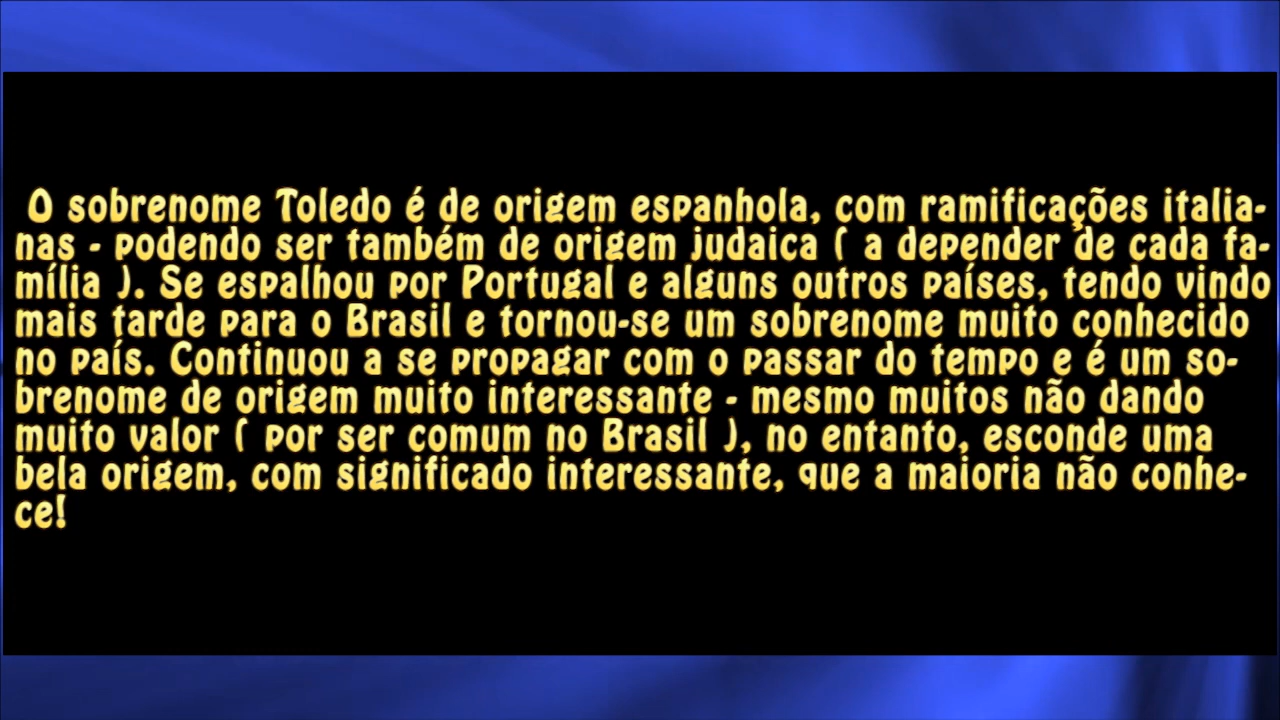 O sobrenome Toledo é de origem espanhola, com ramificações italia-
nas - podendo ser também de origem judaica ( a depender de cada fa-
mília ). Se espalhou por Portugal e alguns outros países, tendo vindo
mais tarde para o Brasil e tornou-se um sobrenome muito conhecido
no país. Continuou a se propagar com o passar do tempo e é um so-
brenome de origem muito interessante - mesmo muitos não dando
muito valor ( por ser comum no Brasil ), no entanto, esconde uma
bela origem, com significado interessante, que a maioria não conhe-
ce!